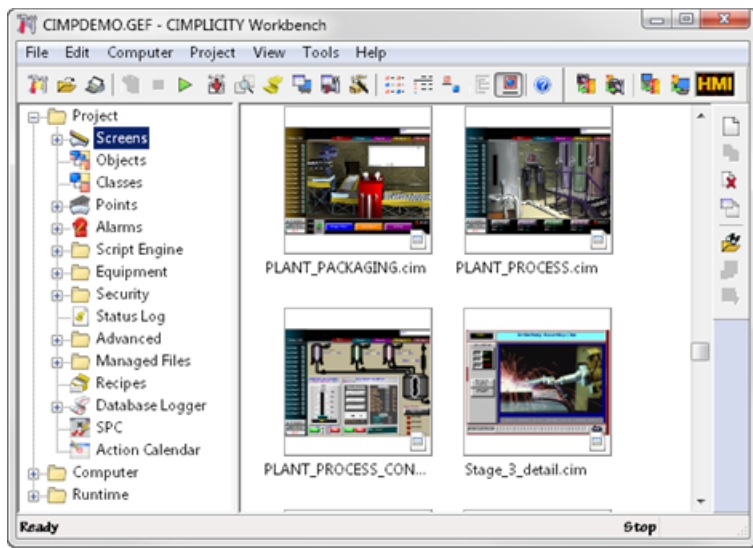 CIMPDEMO.GEF - CIMPLICITY Workbench
File Edit Computer Project View Tools Help
HMI
Project
Screens
Objects
Classes
Points
Alarms
Script Engine
Equipment
Security
Status Log
Advanced
Managed Files
Recipes
Database Logger
SPC
Action Calendar
Computer
Runtime
PLANT_PACKAGING.cim PLANT_PROCESS.cim
PLANT_PROCESS_CON... Stage_3_detail.cim
Ready Stop